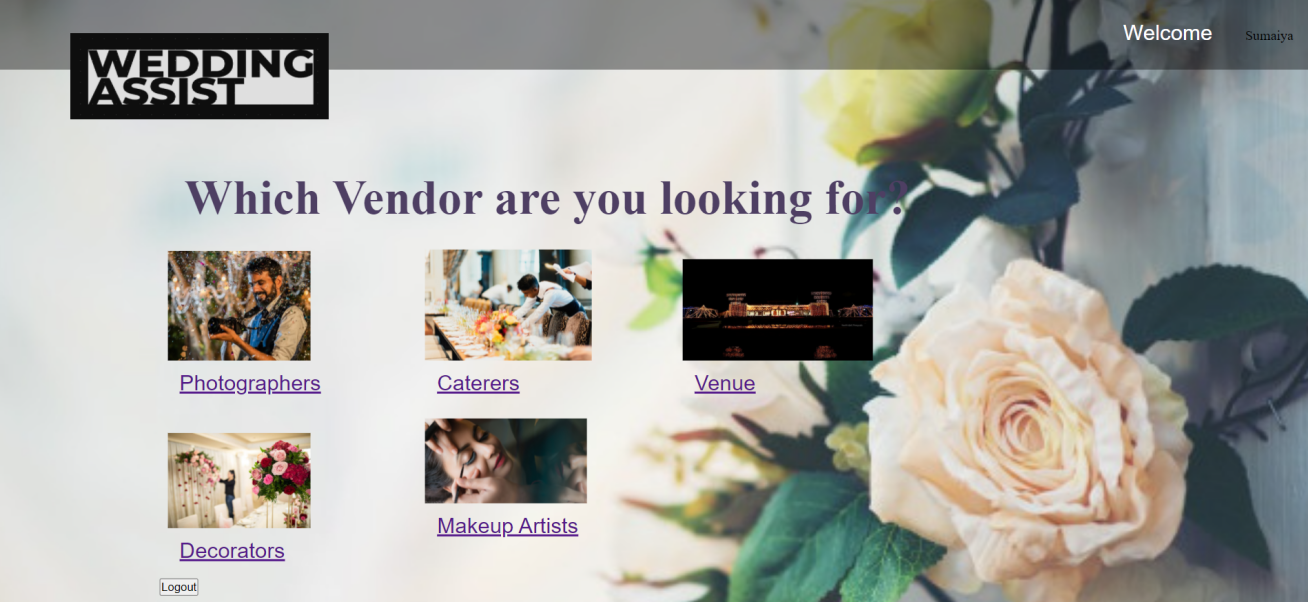 Welcome Sumaiya
WEDDING
ASSIST
Which Vendor are you looking for?
Photographers Caterers Venue
Decorators Makeup Artists
Logout